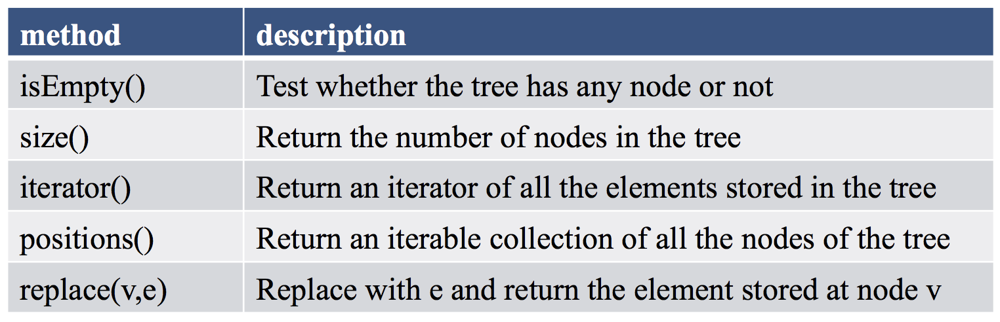 method description
isEmpty() Test whether the tree has any node or not
size() Return the number of nodes in the tree
iterator() Return an iterator of all the elements stored in the tree
positions() Return an iterable collection of all the nodes of the tree
replace(v,e) Replace with e and return the element stored at node v